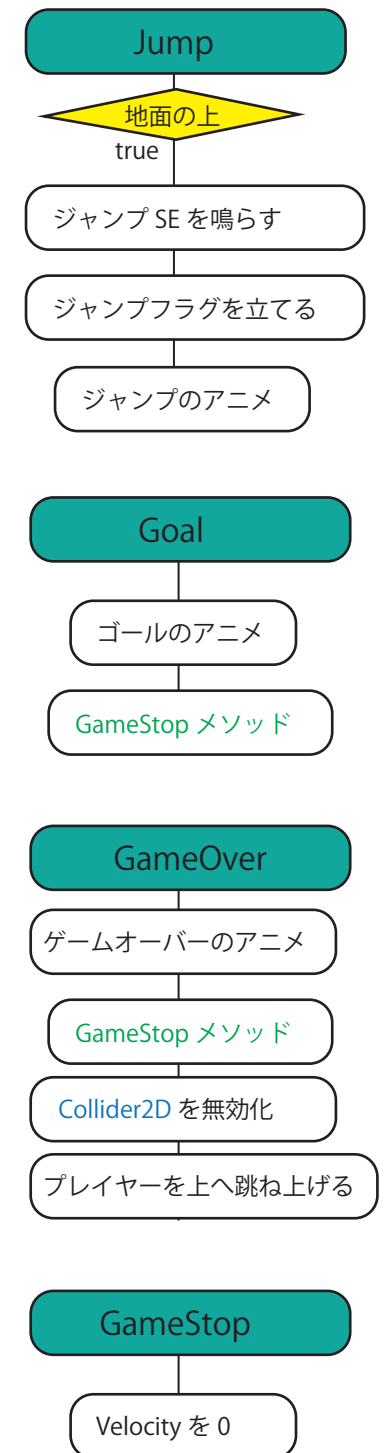 Jump
地面の上
true
ジャンプ SE を鳴らす
ジャンプフラグを立てる
ジャンプのアニメ
Goal
ゴールのアニメ
GameStop メソッド
GameOver
ゲームオーバーのアニメ
GameStop メソッド
Collider2D を無効化
プレイヤーを上へ跳ね上げる
GameStop
Velocity を 0